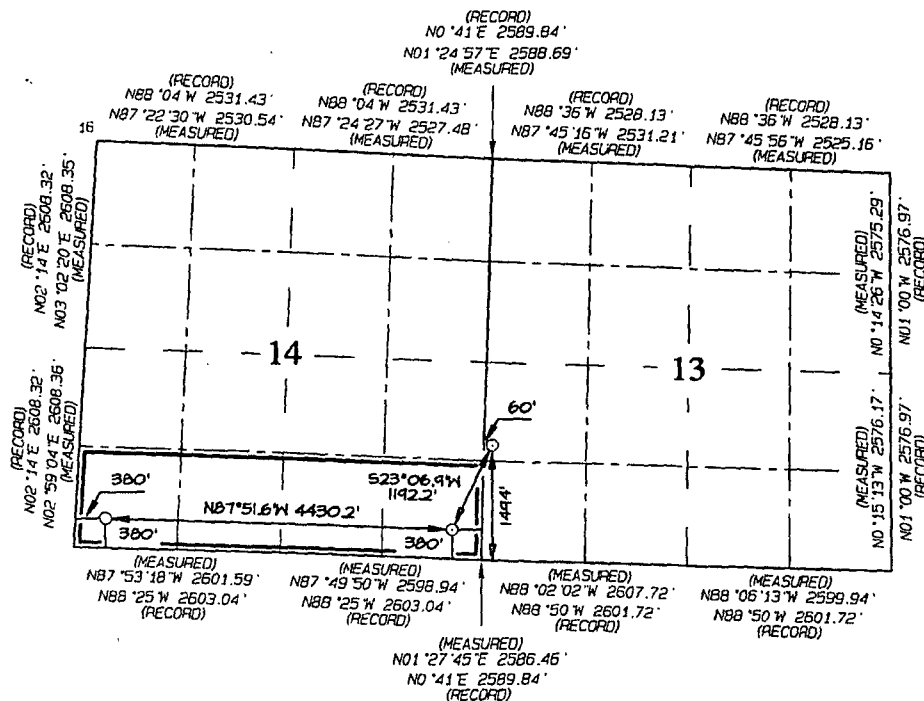 (RECORD)
N0 °41'E 2589.84'
N01 °24'57"E 2588.69'
(MEASURED)
(RECORD)
N88 °04'W 2531.43'
N87 °22'30"W 2530.54'
(MEASURED)
(RECORD)
N88 °04'W 2531.43'
N87 °24'27"W 2527.48'
(MEASURED)
(RECORD)
N88 °36'W 2528.13'
N87 °45'16"W 2531.21'
(MEASURED)
(RECORD)
N88 °36'W 2528.13'
N87 °45'56"W 2525.16'
(MEASURED)
16
(RECORD)
N02 °14'E 2608.32'
N03 °02'20"E 2608.35'
(MEASURED)
(MEASURED)
N0 °14'26"W 2575.29'
N01 °00'W 2576.97'
(RECORD)
14
13
(RECORD)
N02 °14'E 2608.32'
N02 °59'04"E 2608.36'
(MEASURED)
(MEASURED)
N0 °15'13"W 2576.17'
N01 °00'W 2576.97'
(RECORD)
60'
S23°06.9'W
1192.2'
1494'
380'
N87°51.6'W 4430.2'
380'
380'
(MEASURED)
N87 °53'18"W 2601.59'
N88 °25'W 2603.04'
(RECORD)
(MEASURED)
N87 °49'50"W 2598.94'
N88 °25'W 2603.04'
(RECORD)
(MEASURED)
N88 °02'02"W 2607.72'
N88 °50'W 2601.72'
(RECORD)
(MEASURED)
N88 °06'13"W 2599.94'
N88 °50'W 2601.72'
(RECORD)
(MEASURED)
N01 °27'45"E 2586.46'
N0 °41'E 2589.84'
(RECORD)